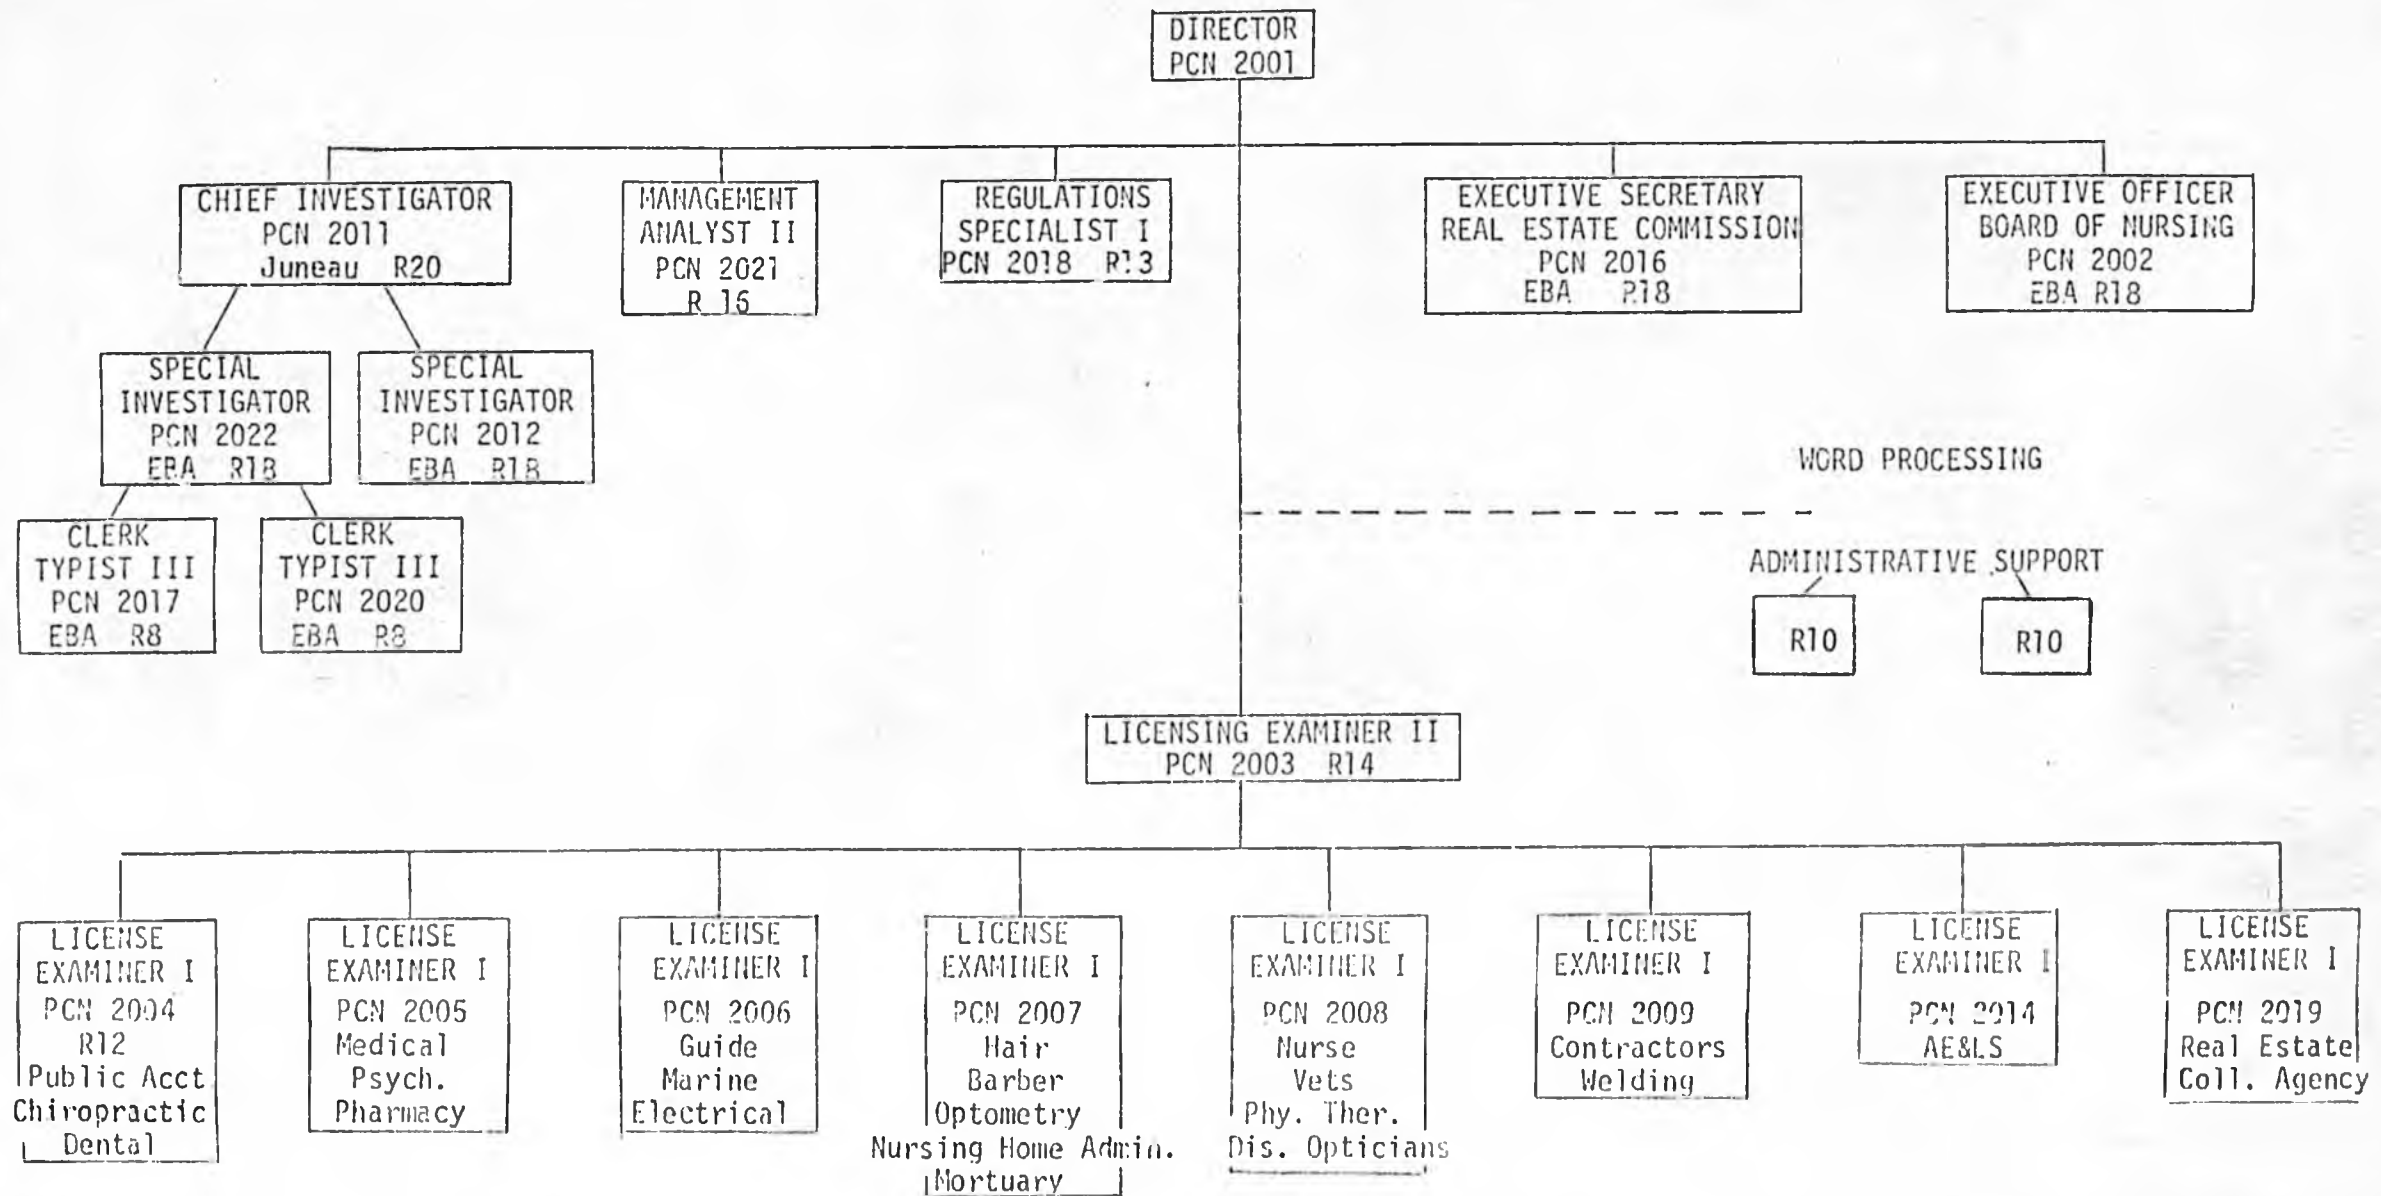 DIRECTOR
PCN 2001
CHIEF INVESTIGATOR
PCN 2011
Juneau R20
MANAGEMENT
ANALYST II
PCN 2021
R 16
REGULATIONS
SPECIALIST I
PCN 2018 R13
EXECUTIVE SECRETARY
REAL ESTATE COMMISSION
PCN 2016
EBA R18
EXECUTIVE OFFICER
BOARD OF NURSING
PCN 2002
EBA R18
SPECIAL
INVESTIGATOR
PCN 2022
EBA R18
SPECIAL
INVESTIGATOR
PCN 2012
EBA R18
CLERK
TYPIST III
PCN 2017
EBA R8
CLERK
TYPIST III
PCN 2020
EBA R8
WORD PROCESSING
ADMINISTRATIVE SUPPORT
R10
R10
LICENSING EXAMINER II
PCN 2003 R14
LICENSE
EXAMINER I
PCN 2004
R12
Public Acct
Chiropractic
Dental
LICENSE
EXAMINER I
PCN 2005
Medical
Psych.
Pharmacy
LICENSE
EXAMINER I
PCN 2006
Guide
Marine
Electrical
LICENSE
EXAMINER I
PCN 2007
Hair
Barber
Optometry
Nursing Home Admin.
Mortuary
LICENSE
EXAMINER I
PCN 2008
Nurse
Vets
Phy. Ther.
Dis. Opticians
LICENSE
EXAMINER I
PCN 2009
Contractors
Welding
LICENSE
EXAMINER I
PCN 2014
AE&LS
LICENSE
EXAMINER I
PCN 2019
Real Estate
Coll. Agency